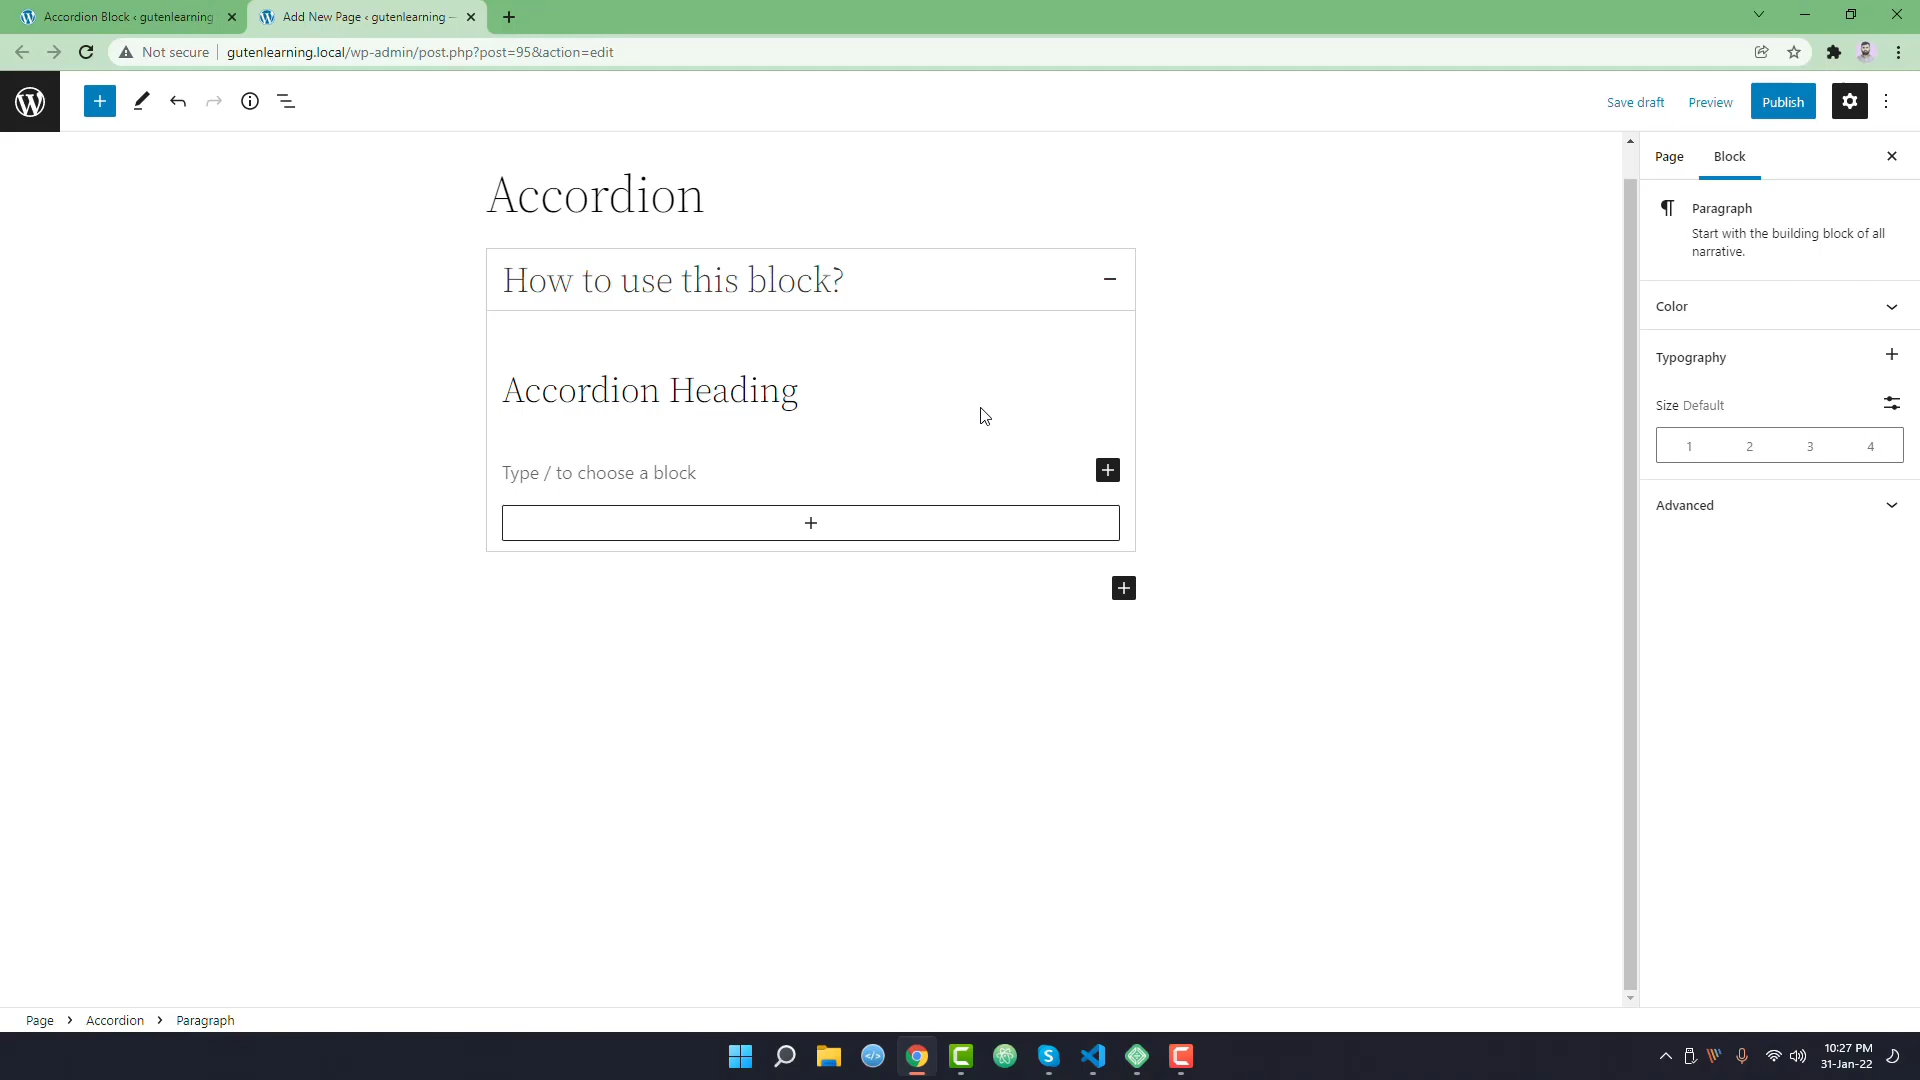 Accordion Block ‹ gutenlearning
Add New Page ‹ gutenlearning —
Not secure
gutenlearning.local/wp-admin/post.php?post=95&action=edit
Save draft
Preview
Publish
Page
Block
Accordion
Paragraph
Start with the building block of all
narrative.
How to use this block?
Color
Typography
Accordion Heading
Size Default
1 2 3 4
Type / to choose a block
Advanced
Page
Accordion
Paragraph
10:27 PM
31-Jan-22